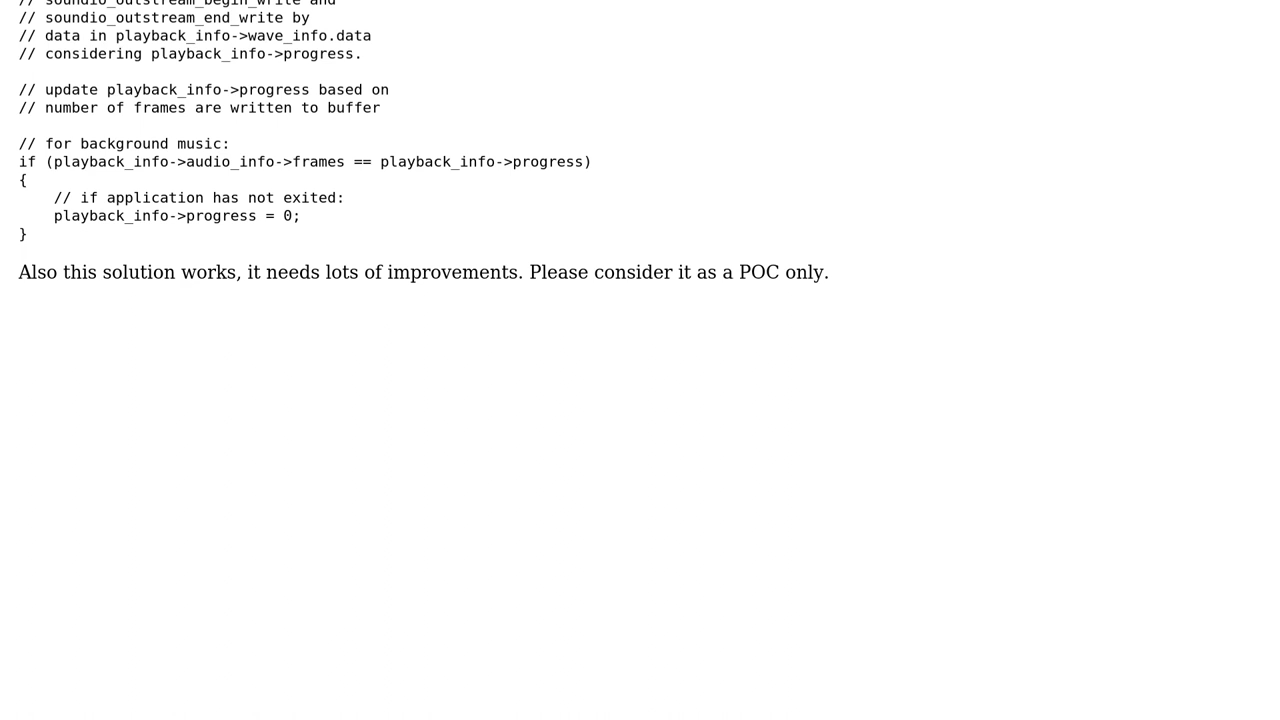 // soundio_outstream_begin_write and
// soundio_outstream_end_write by
// data in playback_info->wave_info.data
// considering playback_info->progress.
// update playback_info->progress based on
// number of frames are written to buffer
// for background music:
if (playback_info->audio_info->frames == playback_info->progress)
{
    // if application has not exited:
    playback_info->progress = 0;
}
Also this solution works, it needs lots of improvements. Please consider it as a POC only.